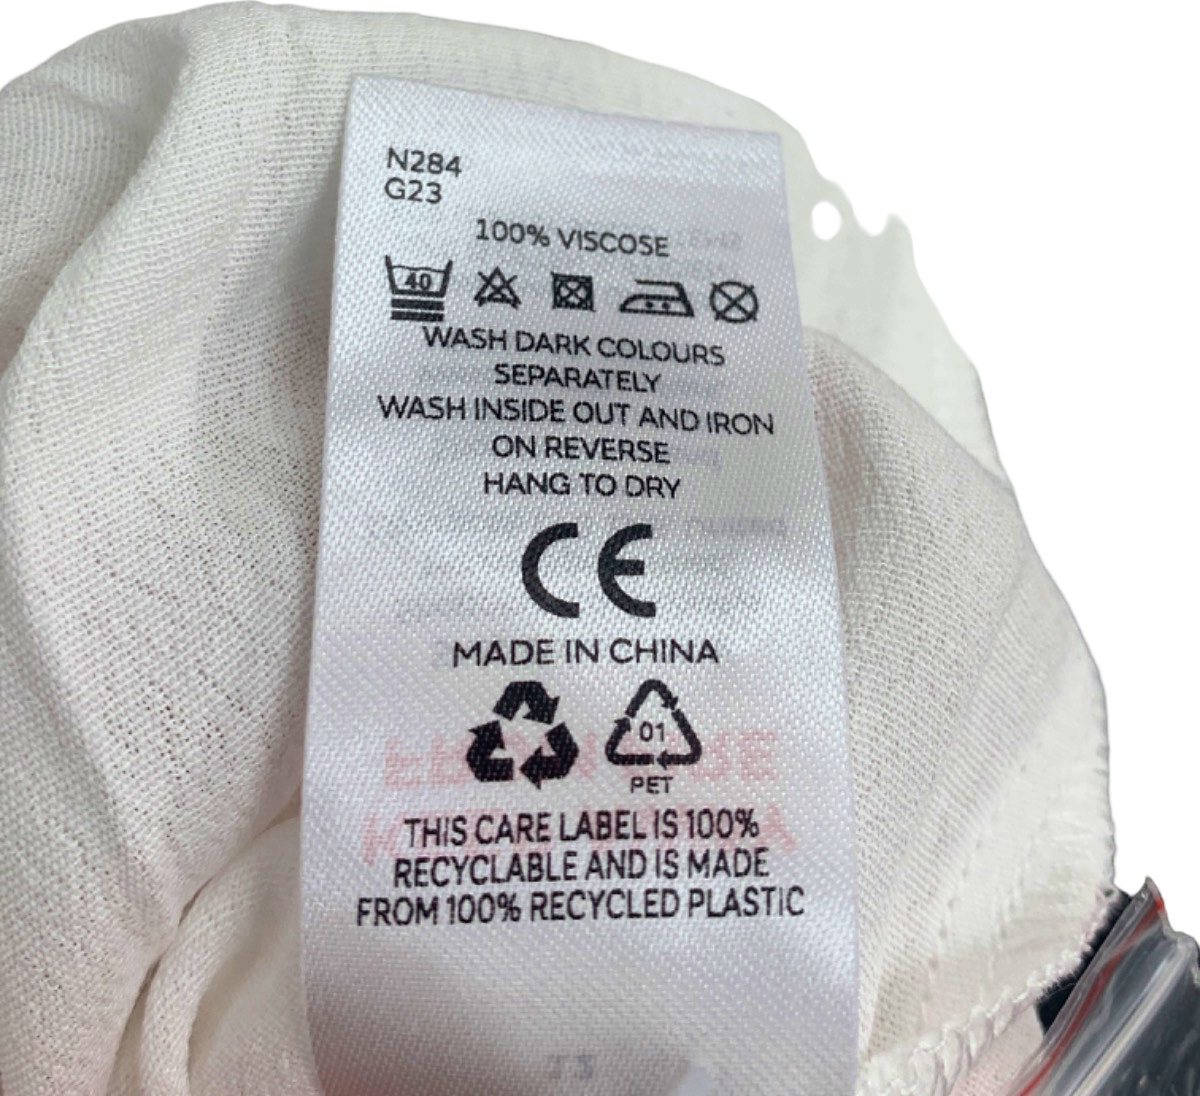 N284
G23
100% VISCOSE
40
WASH DARK COLOURS
SEPARATELY
WASH INSIDE OUT AND IRON
ON REVERSE
HANG TO DRY
CE
MADE IN CHINA
01
PET
THIS CARE LABEL IS 100%
RECYCLABLE AND IS MADE
FROM 100% RECYCLED PLASTIC